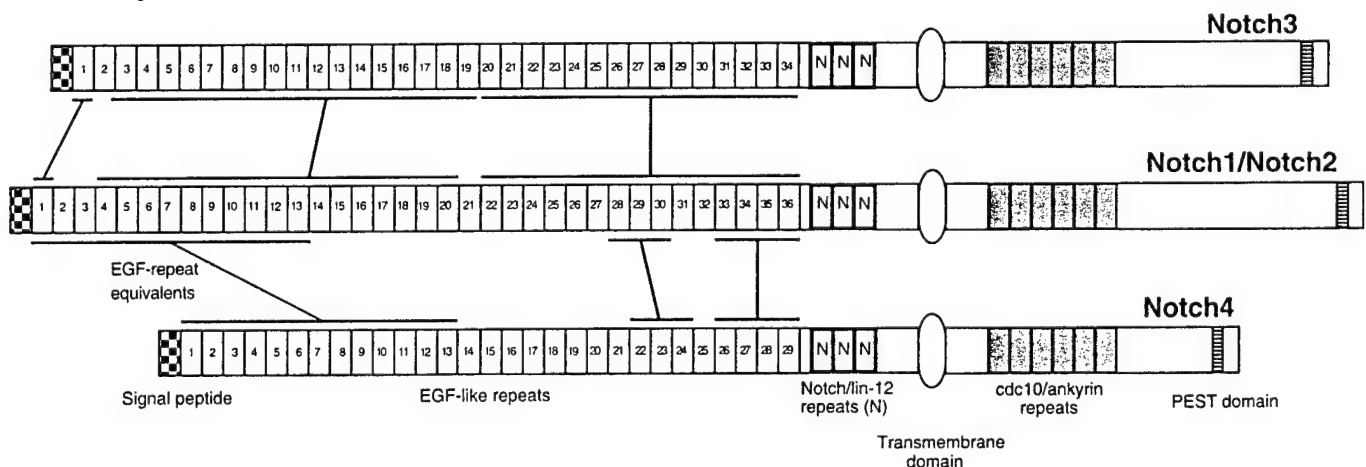 Notch3
1 2 3 4 5 6 7 8 9 10 11 12 13 14 15 16 17 18 19 20 21 22 23 24 25 26 27 28 29 30 31 32 33 34 N N N
Notch1/Notch2
1 2 3 4 5 6 7 8 9 10 11 12 13 14 15 16 17 18 19 20 21 22 23 24 25 26 27 28 29 30 31 32 33 34 35 36 N N N
EGF-repeat
equivalents
Notch4
1 2 3 4 5 6 7 8 9 10 11 12 13 14 15 16 17 18 19 20 21 22 23 24 25 26 27 28 29 N N N
Signal peptide
EGF-like repeats
Notch/lin-12
repeats (N)
cdc10/ankyrin
repeats
PEST domain
Transmembrane
domain